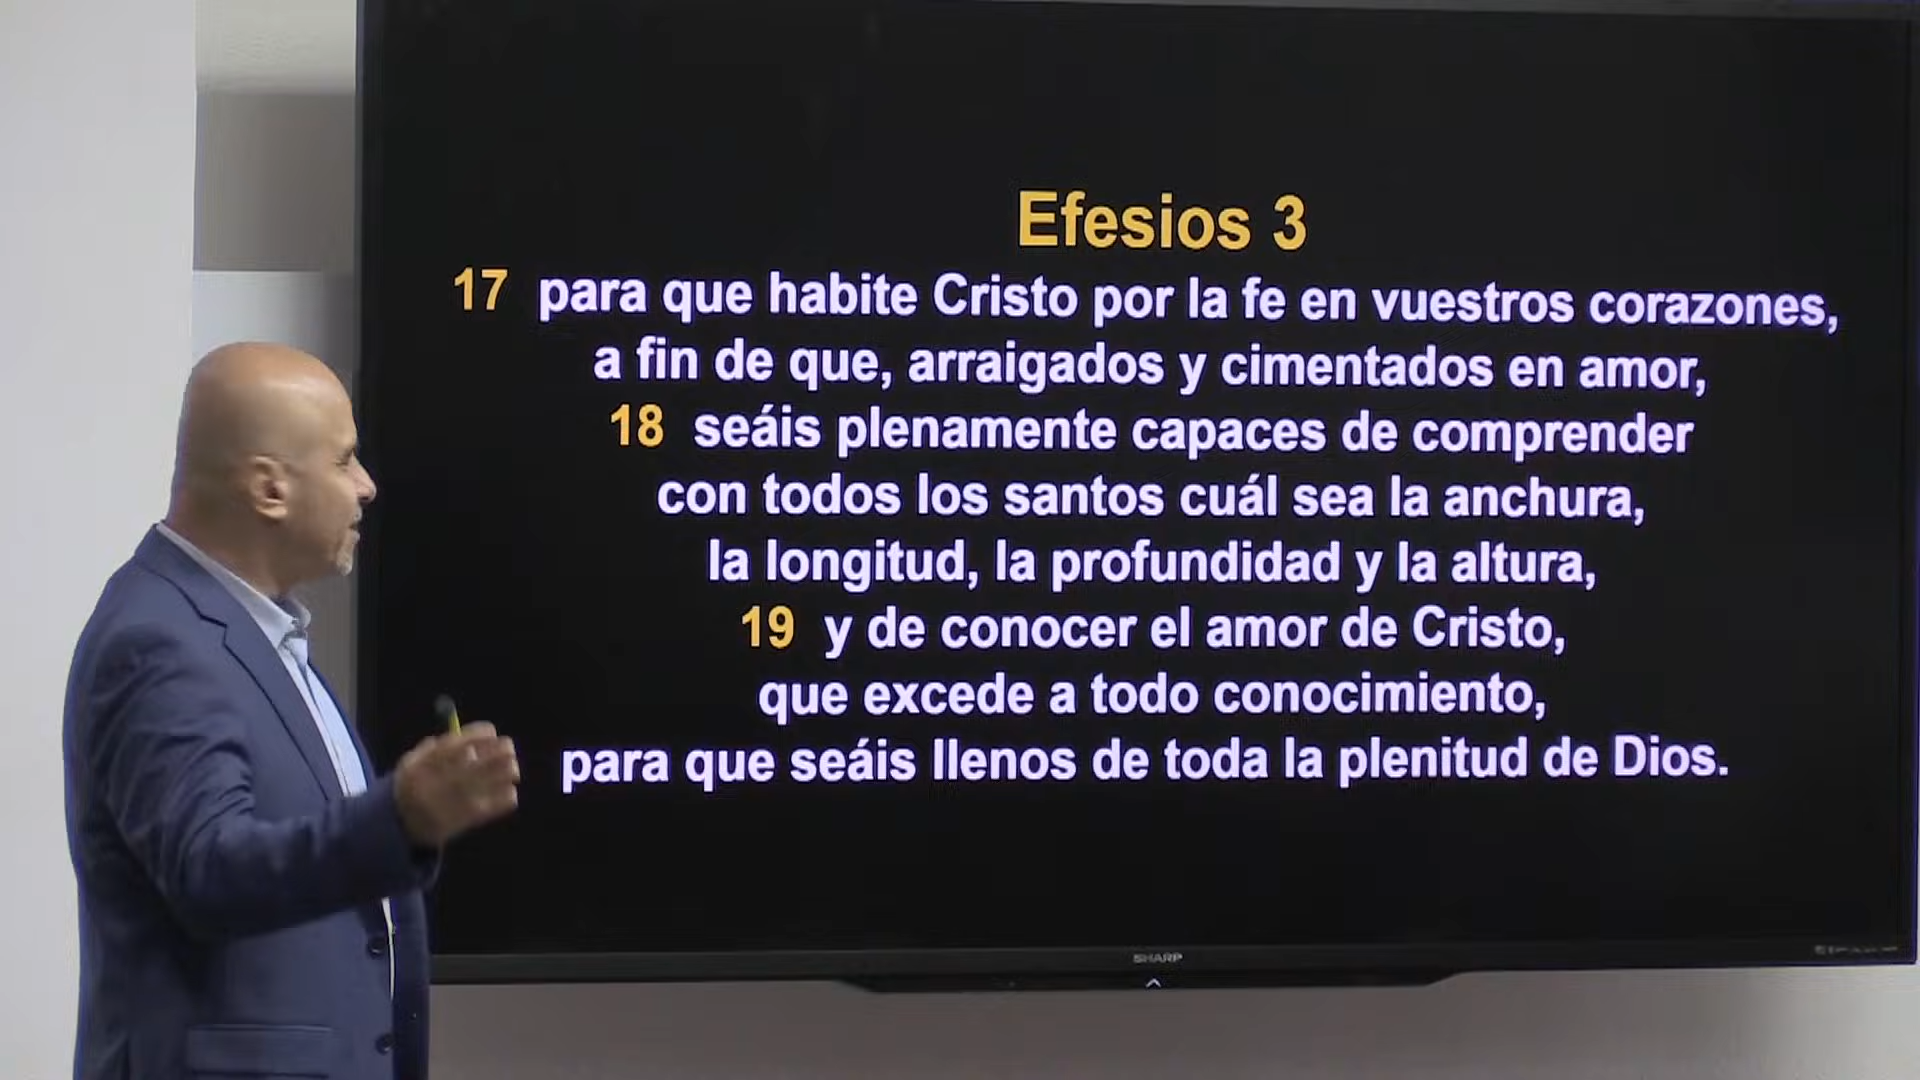 Efesios 3
17 para que habite Cristo por la fe en vuestros corazones,
a fin de que, arraigados y cimentados en amor,
18 seáis plenamente capaces de comprender
con todos los santos cuál sea la anchura,
la longitud, la profundidad y la altura,
19 y de conocer el amor de Cristo,
que excede a todo conocimiento,
para que seáis llenos de toda la plenitud de Dios.
SHARP